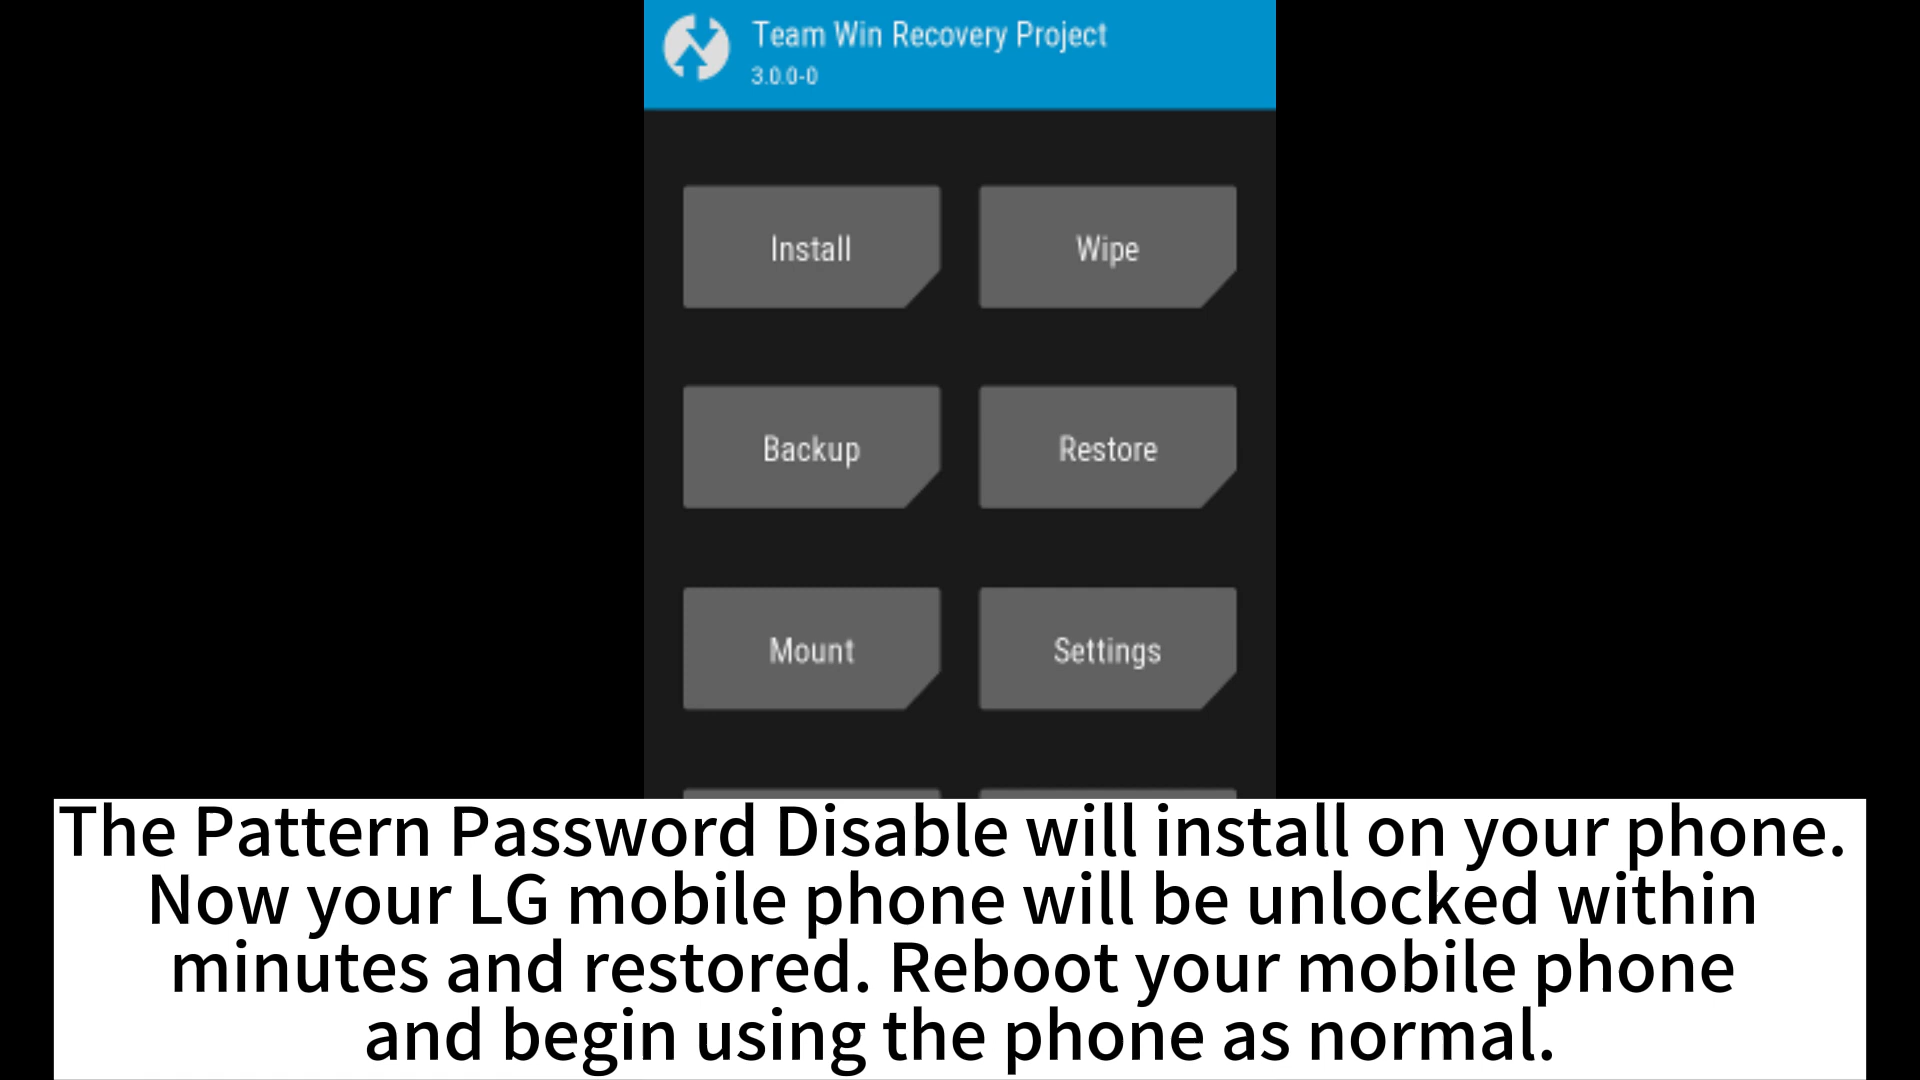 Team Win Recovery Project
3.0.0-0
Install
Wipe
Backup
Restore
Mount
Settings
The Pattern Password Disable will install on your phone.
Now your LG mobile phone will be unlocked within
minutes and restored. Reboot your mobile phone
and begin using the phone as normal.